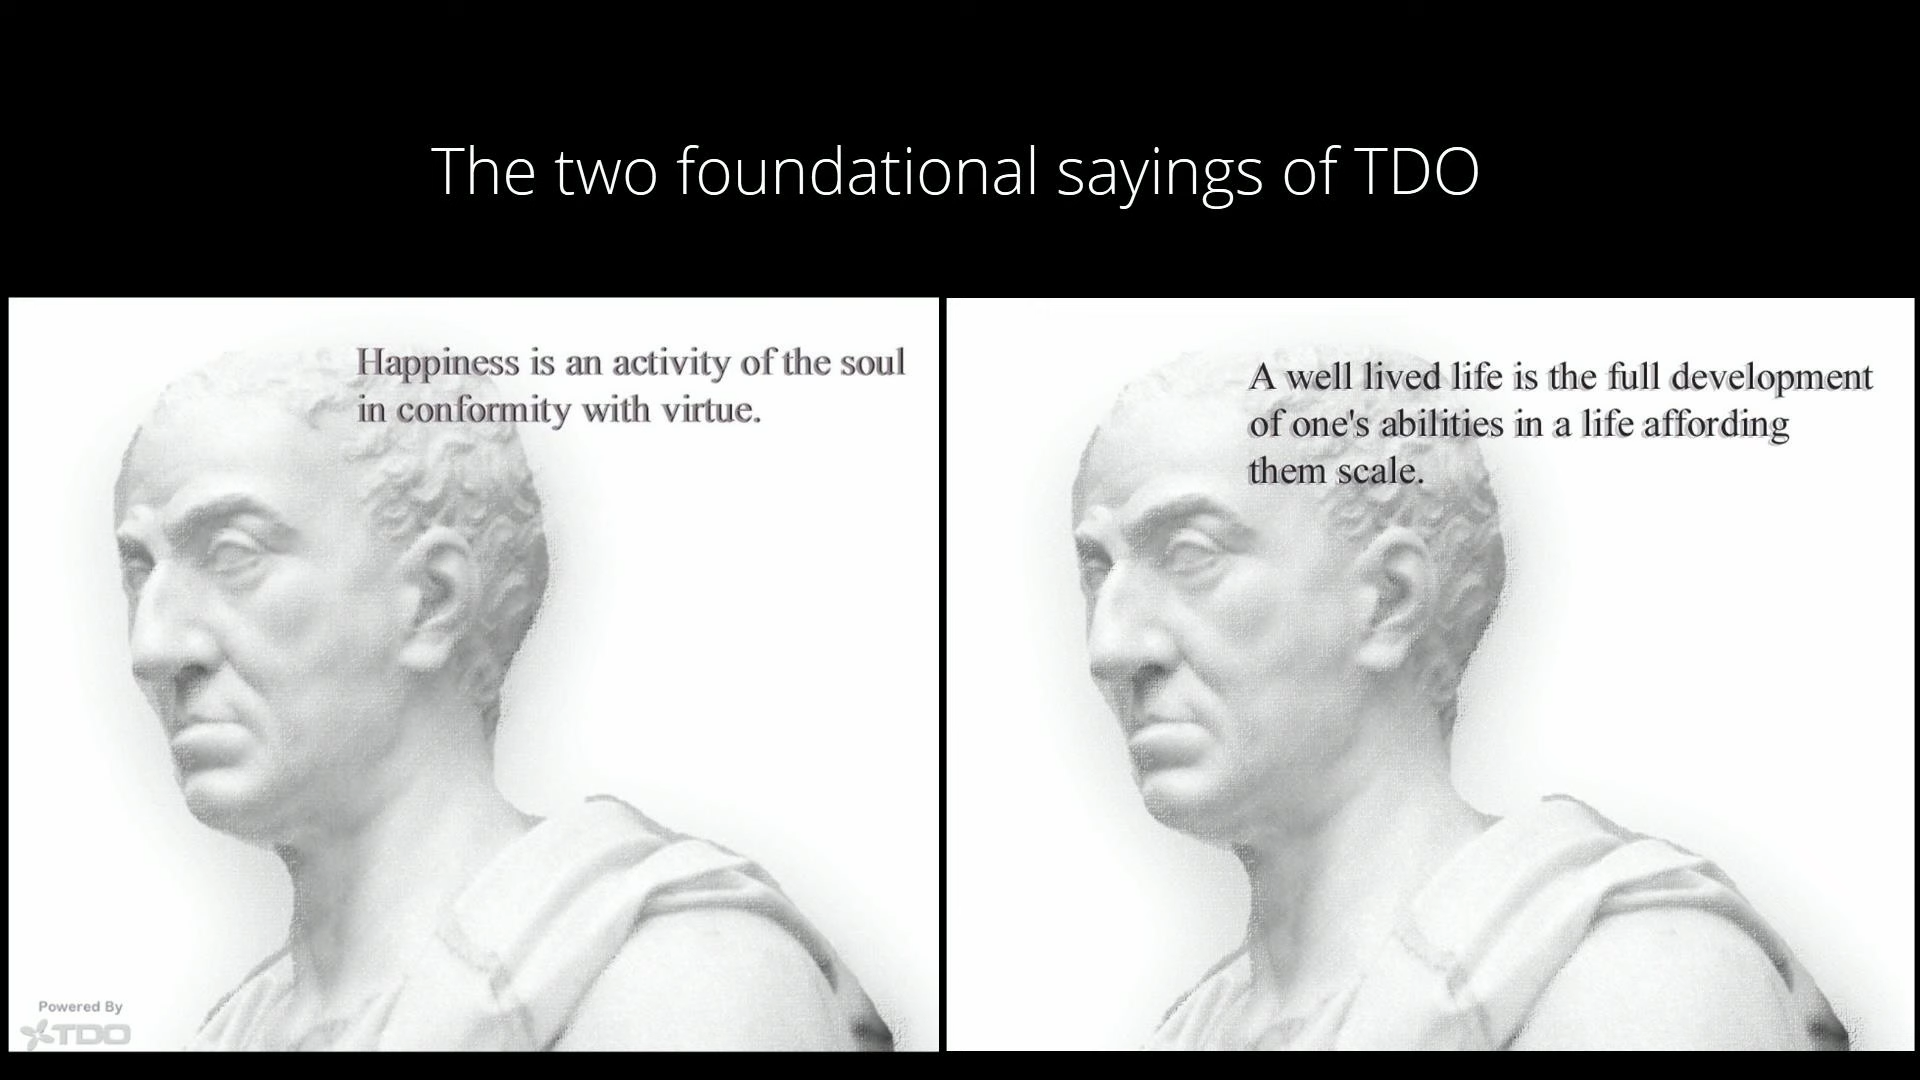 The two foundational sayings of TDO
Happiness is an activity of the soul
in conformity with virtue.
A well lived life is the full development
of one's abilities in a life affording
them scale.
Powered By
TDO